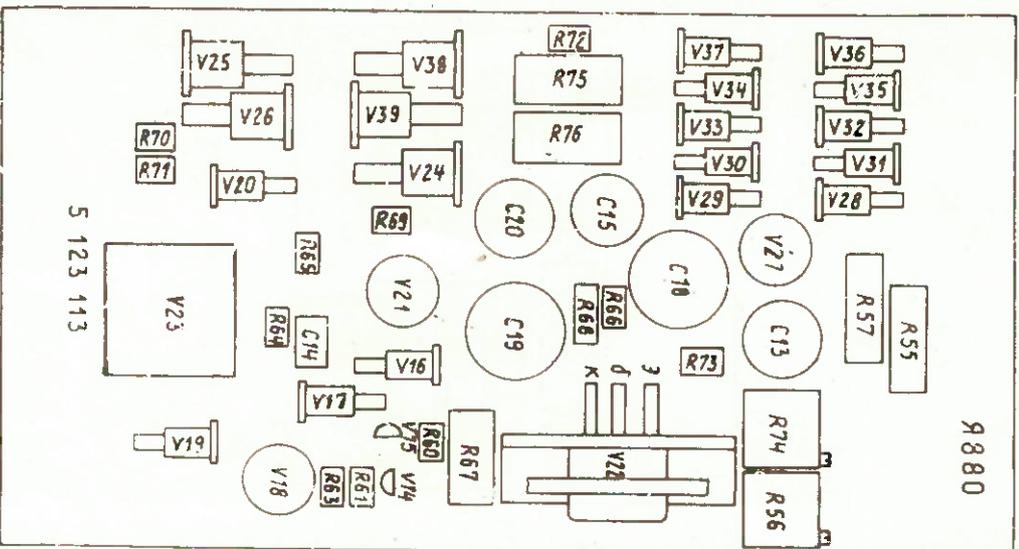 V25
V38
R72
V37
V36
R75
V34
V35
V26
V39
R76
V33
V32
R70
R71
V24
V30
V31
V20
V29
V28
R69
C20
C15
5 123 113
R65
V21
C18
V27
V23
R64
C14
C19
R68
R66
C13
R57
R55
V16
R73
к б э
V17
V19
V15
R60
R67
V22
R74
Я880
V18
R63
R61
V14
R56